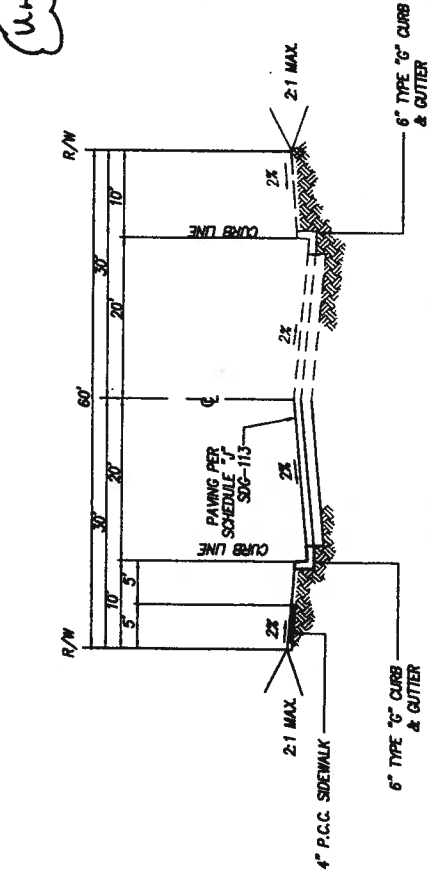 R/W
R/W
60'
30'
30'
10'
20'
20'
10'
5'
5'
CURB LINE
CURB LINE
℄
PAVING PER
SCHEDULE "J"
SDG-113
2%
2%
2%
2%
2:1 MAX.
2:1 MAX.
4" P.C.C. SIDEWALK
6" TYPE "G" CURB
& GUTTER
6" TYPE "G" CURB
& GUTTER